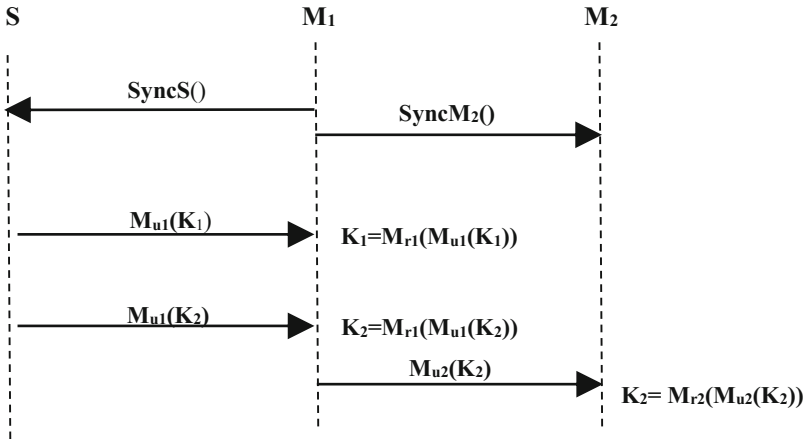 S M₁ M₂
SyncS()
SyncM₂()
Mᵤ₁(K₁)
K₁=Mᵣ₁(Mᵤ₁(K₁))
Mᵤ₁(K₂)
K₂=Mᵣ₁(Mᵤ₁(K₂))
Mᵤ₂(K₂)
K₂= Mᵣ₂(Mᵤ₂(K₂))